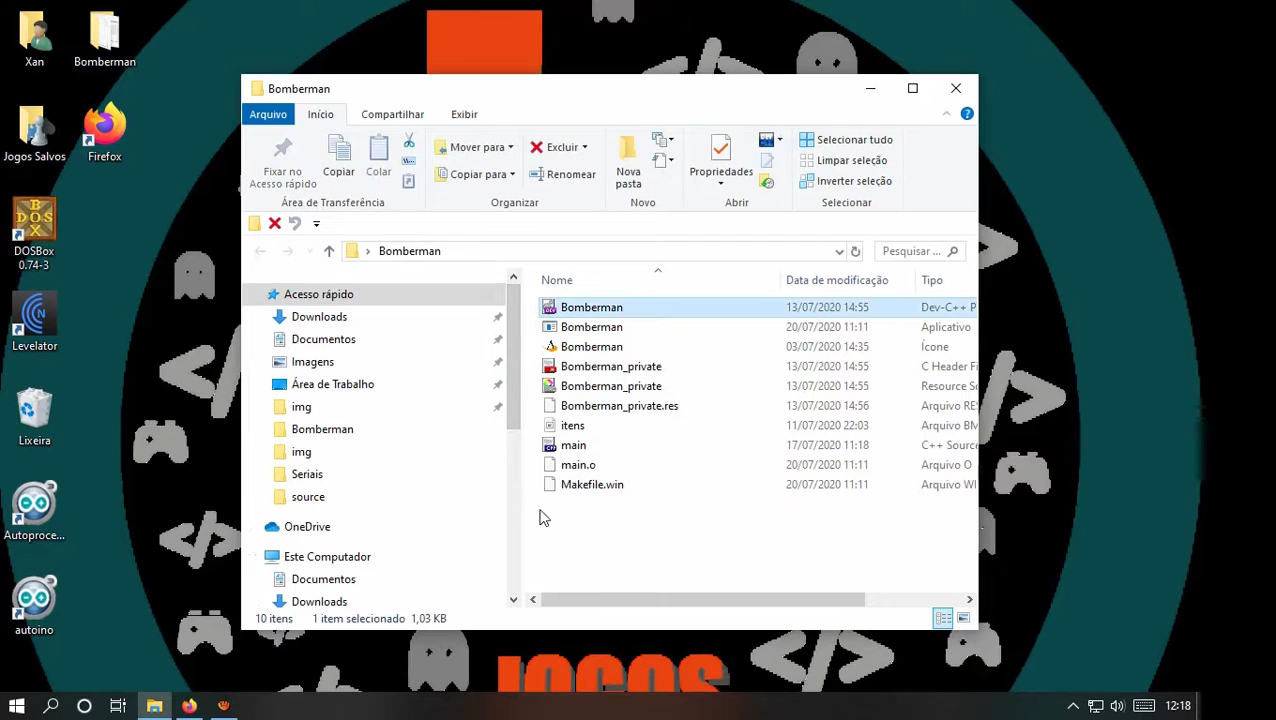 Xan
Bomberman
Jogos Salvos
Firefox
DOSBox
0.74-3
Levelator
Lixeira
Autoproce...
autoino
Bomberman
Arquivo
Início
Compartilhar
Exibir
Fixar no
Acesso rápido
Copiar
Colar
Área de Transferência
Mover para
Copiar para
Excluir
Renomear
Organizar
Nova
pasta
Novo
Propriedades
Abrir
Selecionar tudo
Limpar seleção
Inverter seleção
Selecionar
Bomberman
Pesquisar ...
Acesso rápido
Downloads
Documentos
Imagens
Área de Trabalho
img
Bomberman
img
Seriais
source
OneDrive
Este Computador
Documentos
Downloads
Nome Data de modificação Tipo
Bomberman 13/07/2020 14:55 Dev-C++ P
Bomberman 20/07/2020 11:11 Aplicativo
Bomberman 03/07/2020 14:35 Ícone
Bomberman_private 13/07/2020 14:55 C Header Fi
Bomberman_private 13/07/2020 14:55 Resource So
Bomberman_private.res 13/07/2020 14:56 Arquivo RES
itens 11/07/2020 22:03 Arquivo BM
main 17/07/2020 11:18 C++ Source
main.o 20/07/2020 11:11 Arquivo O
Makefile.win 20/07/2020 11:11 Arquivo WI
10 itens 1 item selecionado 1,03 KB
JOGOS
12:18